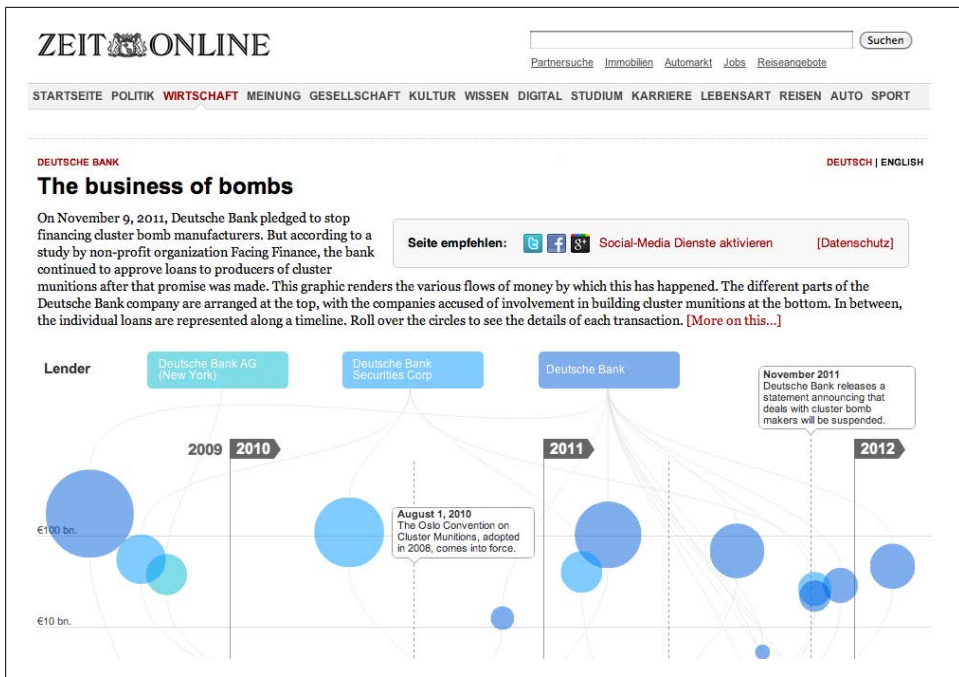 ZEIT ONLINE
Suchen
Partnersuche Immobilien Automarkt Jobs Reiseangebote
STARTSEITE POLITIK WIRTSCHAFT MEINUNG GESELLSCHAFT KULTUR WISSEN DIGITAL STUDIUM KARRIERE LEBENSART REISEN AUTO SPORT
DEUTSCHE BANK
DEUTSCH | ENGLISH
The business of bombs
On November 9, 2011, Deutsche Bank pledged to stop
financing cluster bomb manufacturers. But according to a
study by non-profit organization Facing Finance, the bank
continued to approve loans to producers of cluster
munitions after that promise was made. This graphic renders the various flows of money by which this has happened. The different parts of the
Deutsche Bank company are arranged at the top, with the companies accused of involvement in building cluster munitions at the bottom. In between,
the individual loans are represented along a timeline. Roll over the circles to see the details of each transaction. [More on this...]
Seite empfehlen: Social-Media Dienste aktivieren [Datenschutz]
Lender
Deutsche Bank AG
(New York)
Deutsche Bank
Securities Corp
Deutsche Bank
November 2011
Deutsche Bank releases a
statement announcing that
deals with cluster bomb
makers will be suspended.
2009 2010 2011 2012
August 1, 2010
The Oslo Convention on
Cluster Munitions, adopted
in 2008, comes into force.
€100 bn.
€10 bn.